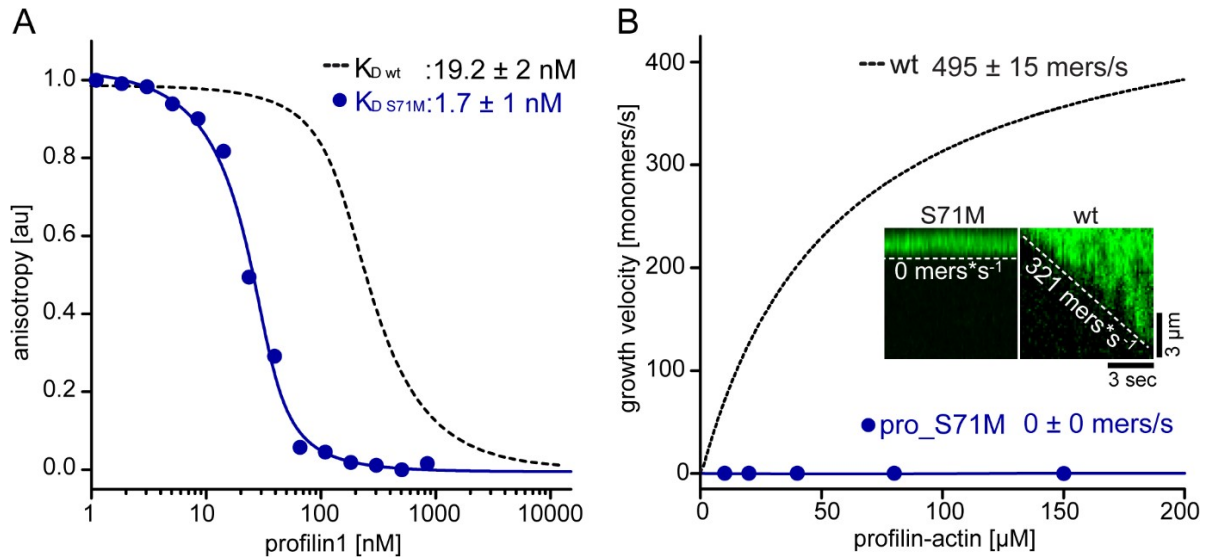 A
K_D wt :19.2 ± 2 nM
K_D S71M:1.7 ± 1 nM
1.0
0.8
0.6
0.4
0.2
0.0
anisotropy [au]
1
10
100
1000
10000
profilin1 [nM]
B
wt 495 ± 15 mers/s
400
300
200
100
0
growth velocity [monomers/s]
S71M
wt
0 mers*s⁻¹
321 mers*s⁻¹
3 µm
3 sec
pro_S71M 0 ± 0 mers/s
0
50
100
150
200
profilin-actin [µM]